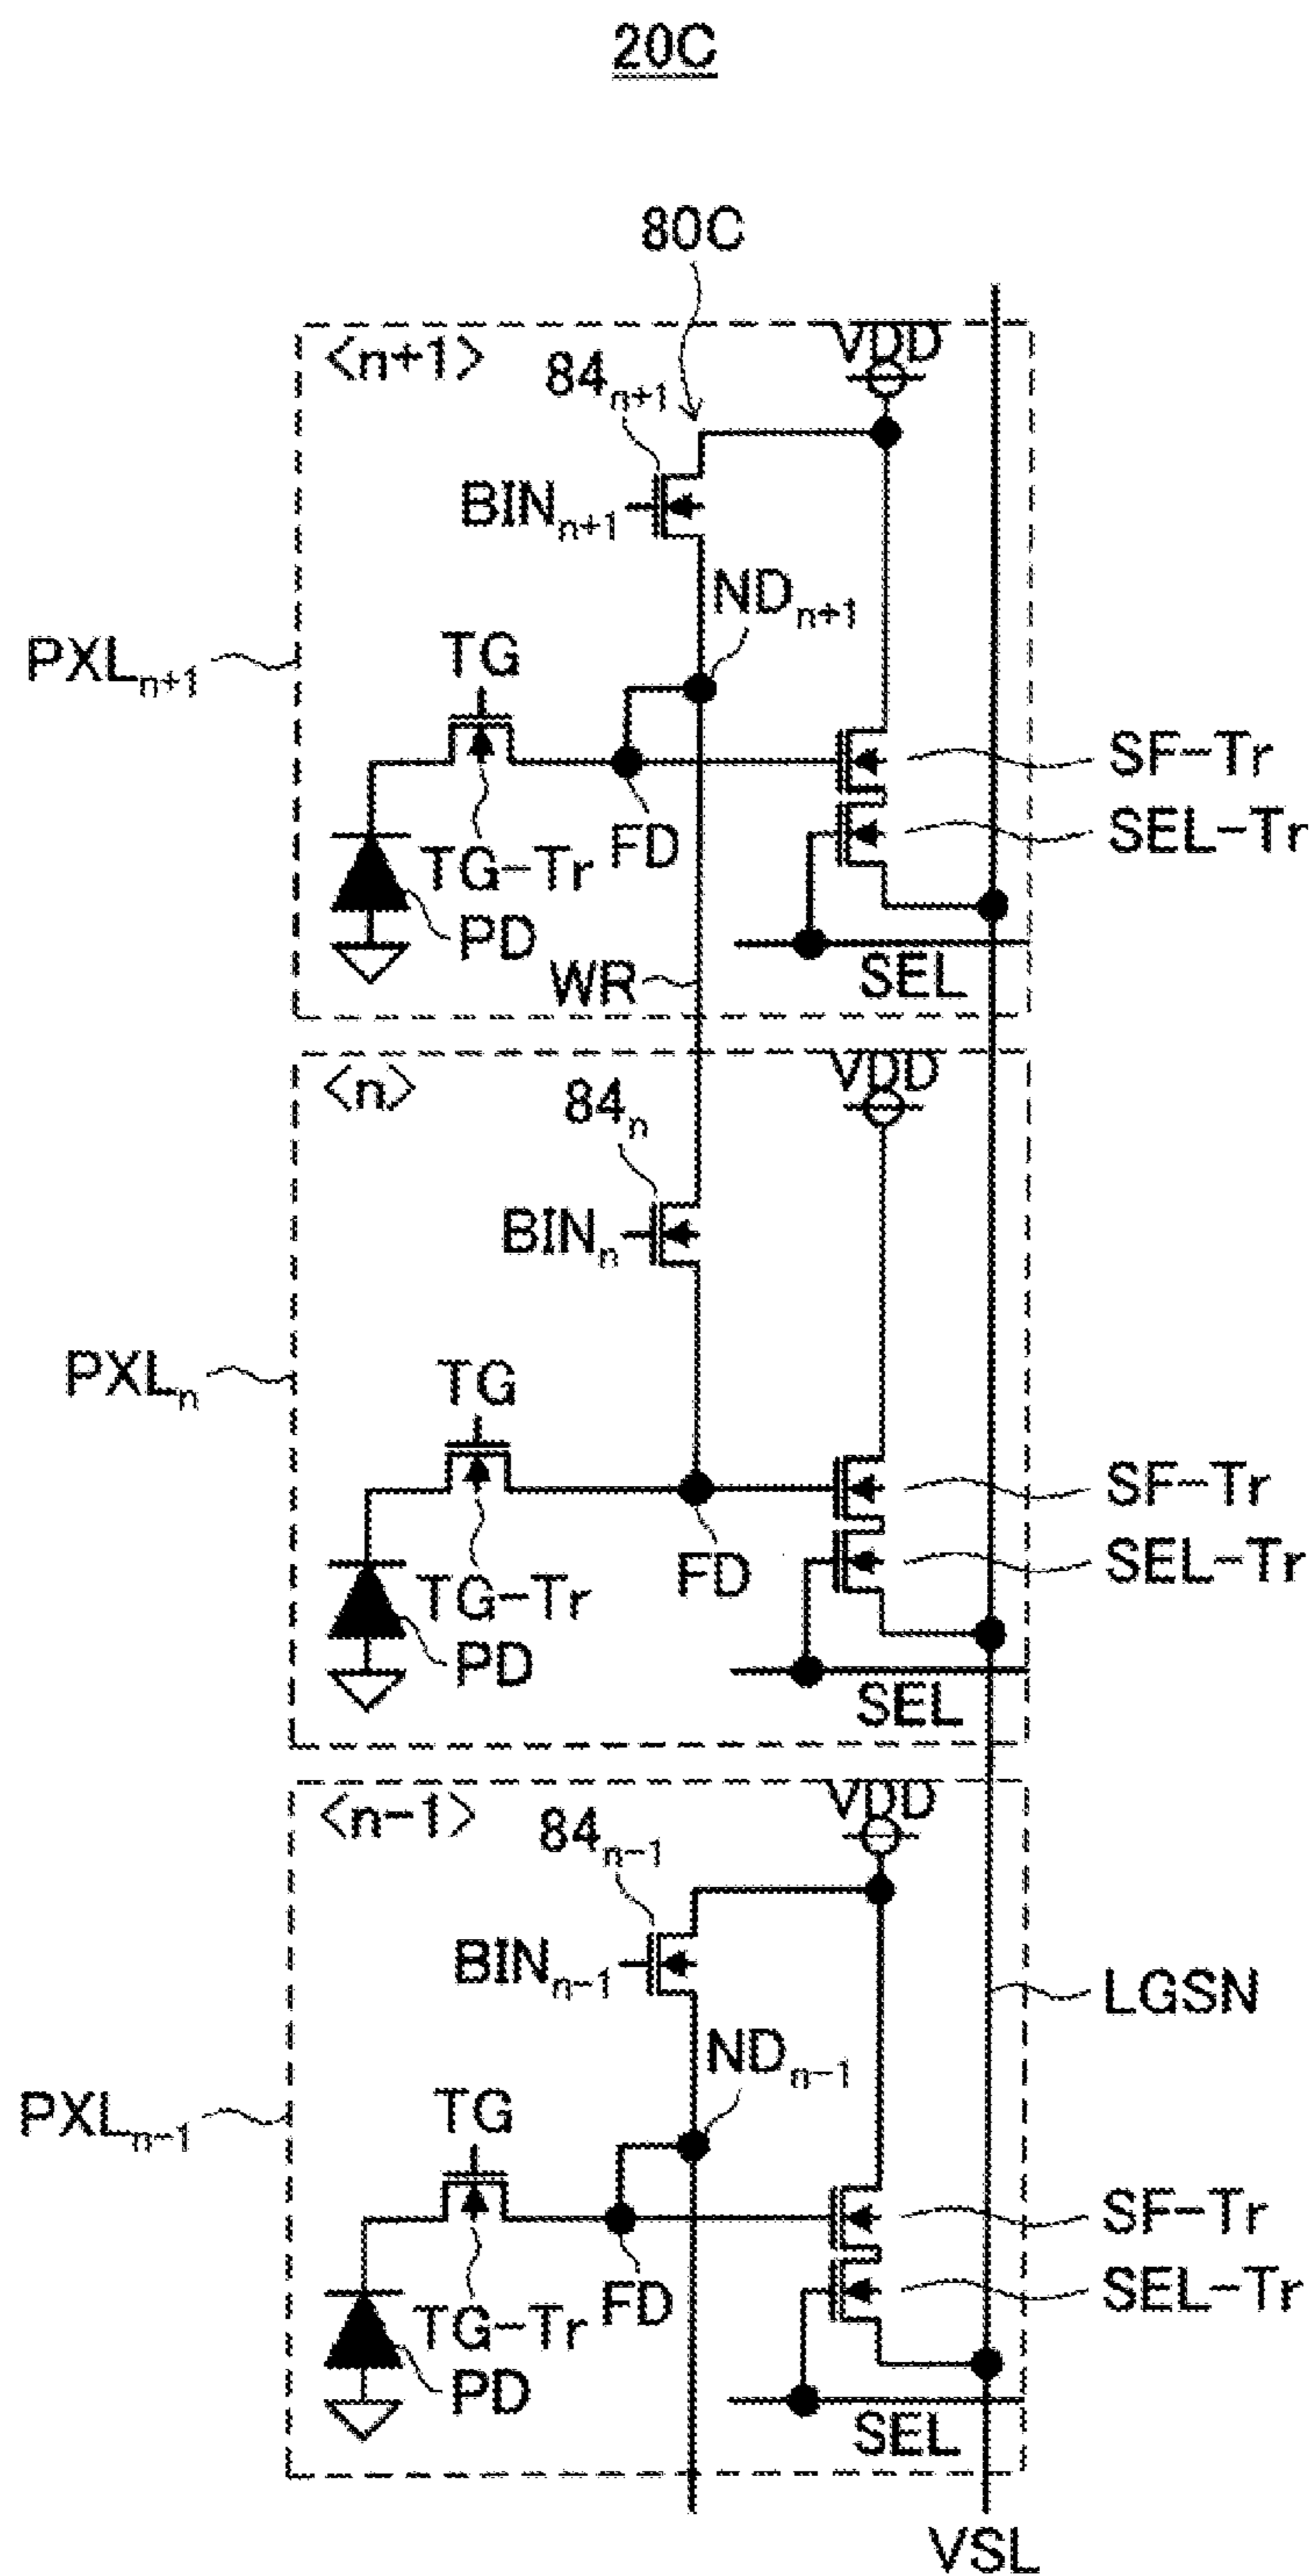 20C
80C
<n+1>
VDD
84n+1
BINn+1
NDn+1
PXLn+1
TG
SF-Tr
FD
SEL-Tr
TG-Tr
PD
WR
SEL
<n>
VDD
84n
BINn
PXLn
TG
SF-Tr
FD
SEL-Tr
TG-Tr
PD
SEL
<n-1>
VDD
84n-1
BINn-1
LGSN
NDn-1
PXLn-1
TG
SF-Tr
FD
SEL-Tr
TG-Tr
PD
SEL
VSL